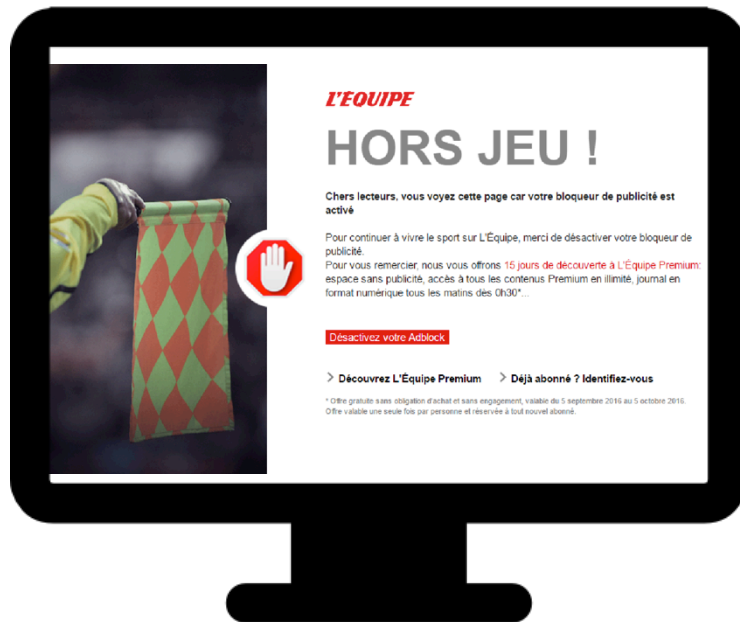 L'ÉQUIPE
HORS JEU !
Chers lecteurs, vous voyez cette page car votre bloqueur de publicité est
activé
Pour continuer à vivre le sport sur L'Équipe, merci de désactiver votre bloqueur de
publicité.
Pour vous remercier, nous vous offrons 15 jours de découverte à L'Équipe Premium:
espace sans publicité, accès à tous les contenus Premium en illimité, journal en
format numérique tous les matins dès 0h30*...
Désactivez votre Adblock
> Découvrez L'Équipe Premium > Déjà abonné ? Identifiez-vous
* Offre gratuite sans obligation d'achat et sans engagement, valable du 5 septembre 2016 au 5 octobre 2016.
Offre valable une seule fois par personne et réservée à tout nouvel abonné.